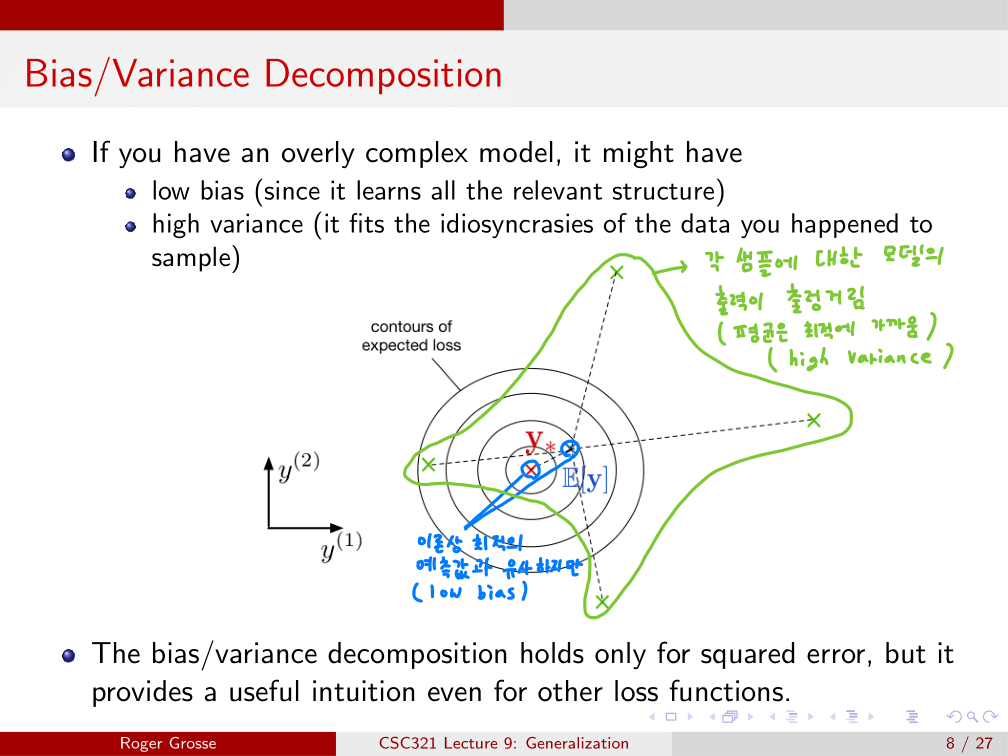 Bias/Variance Decomposition
If you have an overly complex model, it might have
low bias (since it learns all the relevant structure)
high variance (it fits the idiosyncrasies of the data you happened to
sample)
각 샘플에 대한 모델의
출력이 출렁거림
(평균은 최적에 가까움)
(high variance)
contours of
expected loss
y∗
𝔼[y]
y(2)
y(1)
이론상 최적의
예측값과 유사하지만
(low bias)
The bias/variance decomposition holds only for squared error, but it
provides a useful intuition even for other loss functions.
Roger Grosse
CSC321 Lecture 9: Generalization
8 / 27